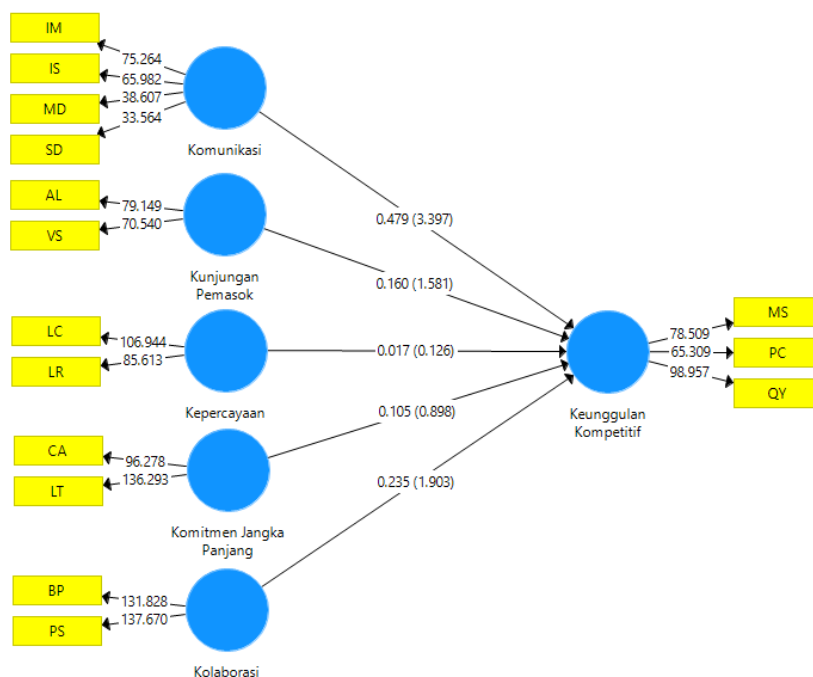 IM
75.264
IS
65.982
MD
38.607
SD
33.564
Komunikasi
AL
79.149
VS
70.540
Kunjungan
Pemasok
LC
106.944
LR
85.613
Kepercayaan
CA
96.278
LT
136.293
Komitmen Jangka
Panjang
BP
131.828
PS
137.670
Kolaborasi
0.479 (3.397)
0.160 (1.581)
0.017 (0.126)
0.105 (0.898)
0.235 (1.903)
Keunggulan
Kompetitif
78.509
MS
65.309
PC
98.957
QY